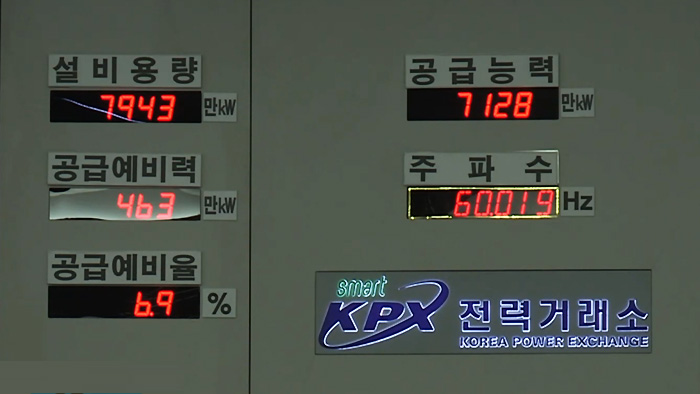 설비용량
7943 만kW
공급예비력
463 만kW
공급예비율
6.9 %
공급능력
7128 만kW
주파수
60.019 Hz
smart
KPX 전력거래소
KOREA POWER EXCHANGE